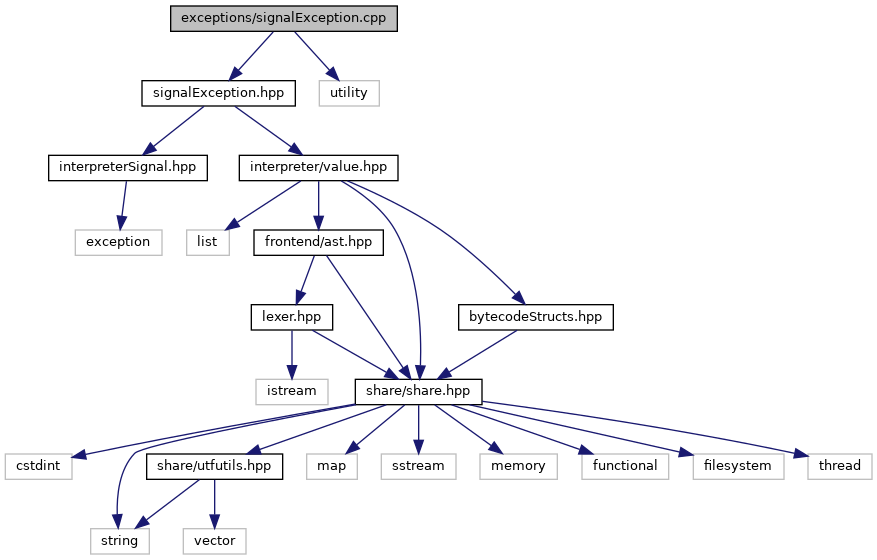 exceptions/signalException.cpp
signalException.hpp
utility
interpreterSignal.hpp
interpreter/value.hpp
exception
list
frontend/ast.hpp
lexer.hpp
bytecodeStructs.hpp
istream
share/share.hpp
cstdint
share/utfutils.hpp
map
sstream
memory
functional
filesystem
thread
string
vector